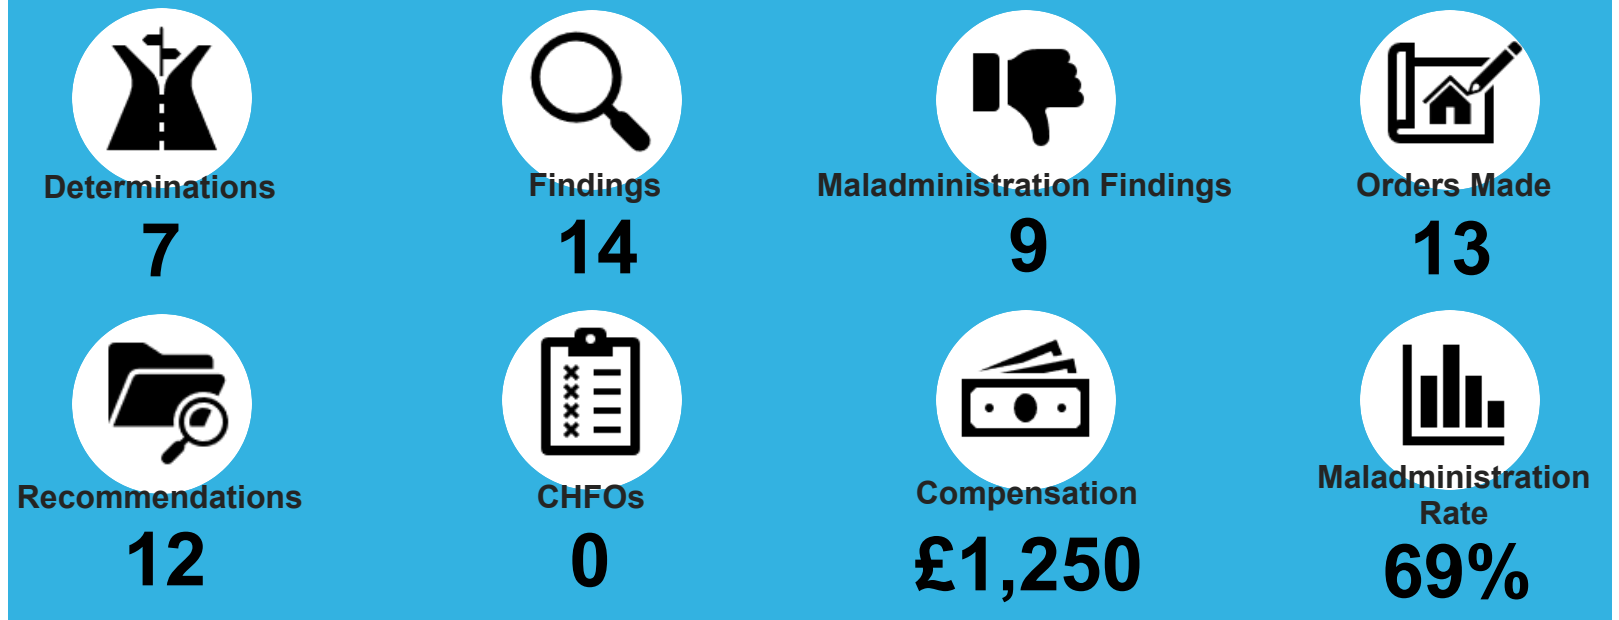 Determinations
7
Findings
14
Maladministration Findings
9
Orders Made
13
Recommendations
12
CHFOs
0
Compensation
£1,250
Maladministration
Rate
69%